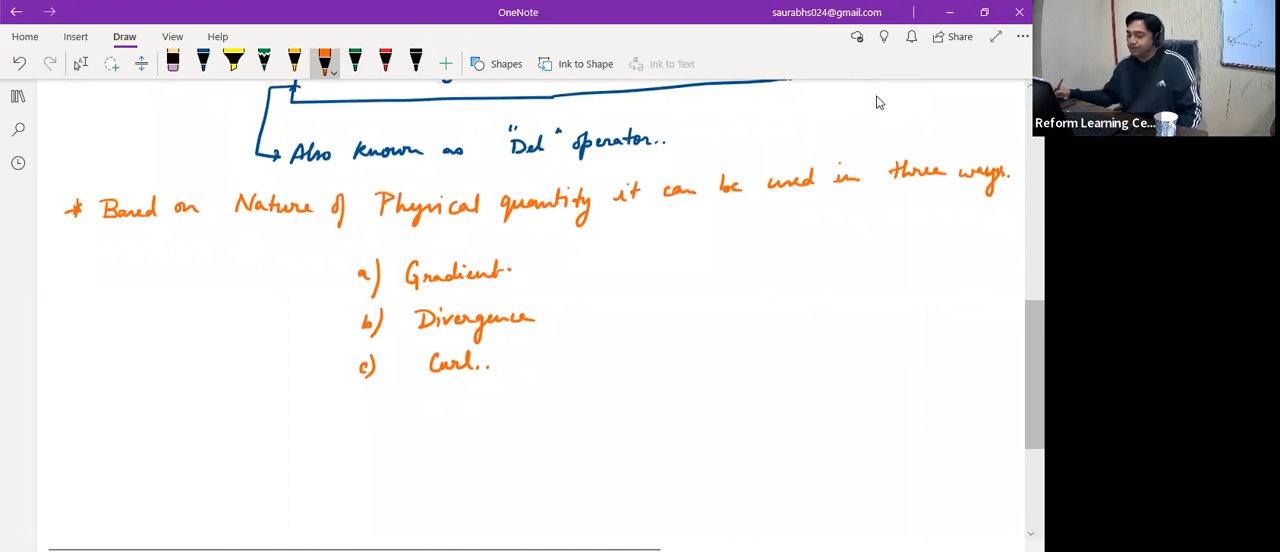 OneNote
saurabhs024@gmail.com
Home Insert Draw View Help
Share
Shapes Ink to Shape Ink to Text
Also known as "Del" operator..
* Based on Nature of Physical quantity it can be used in three ways.
a) Gradient.
b) Divergence
c) Curl..
Reform Learning Ce...